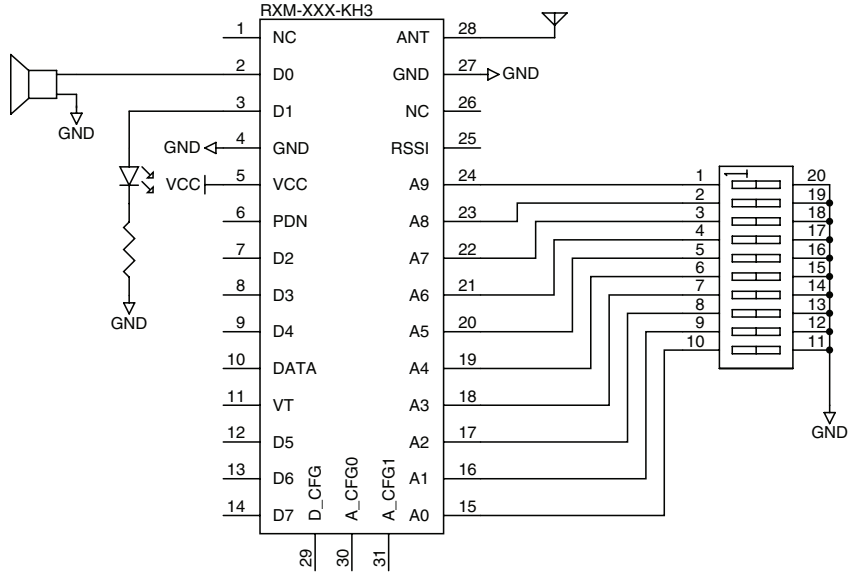 RXM-XXX-KH3
1 NC ANT 28
2 D0 GND 27 GND
3 D1 NC 26
GND
GND 4 GND RSSI 25
VCC 5 VCC A9 24 1 1 20
6 PDN A8 23 2 19
7 D2 A7 22 3 18
8 D3 A6 21 4 17
9 D4 A5 20 5 16
10 DATA A4 19 6 15
11 VT A3 18 7 14
12 D5 A2 17 8 13
13 D6 A1 16 9 12
14 D7 A0 15 10 11
GND
GND
D_CFG A_CFG0 A_CFG1
29 30 31